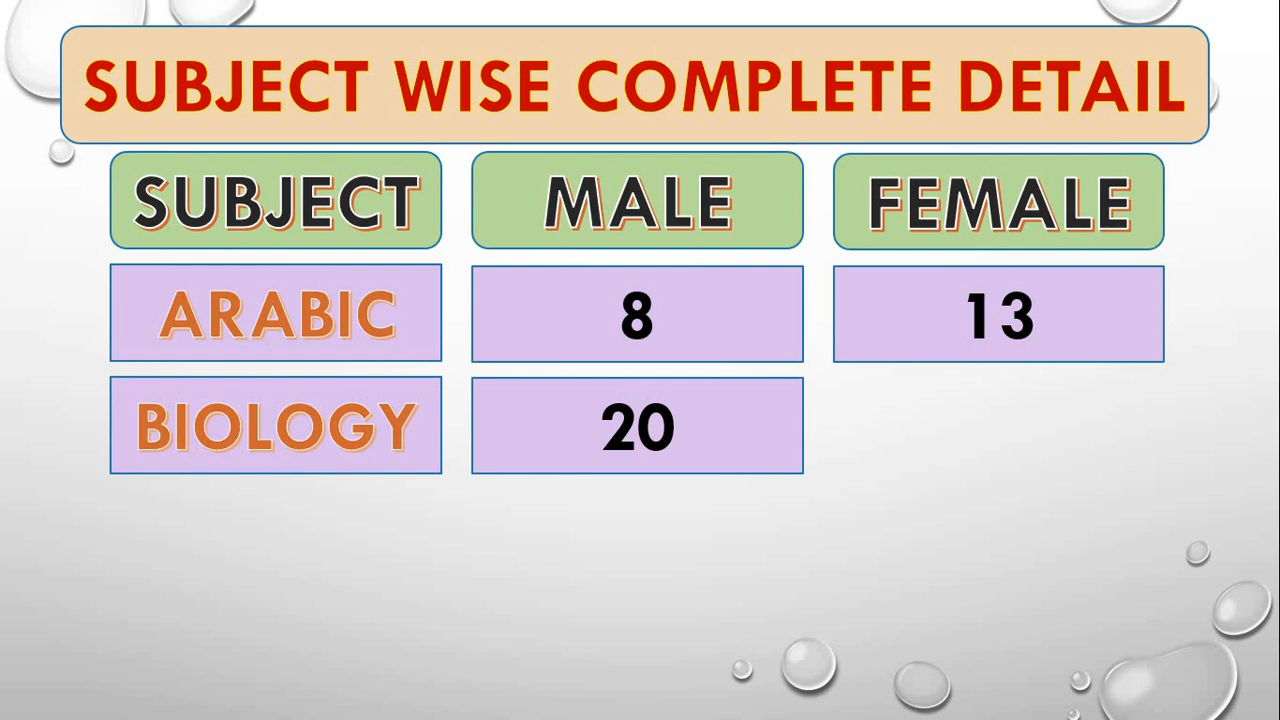 SUBJECT WISE COMPLETE DETAIL
SUBJECT MALE FEMALE
ARABIC 8 13
BIOLOGY 20